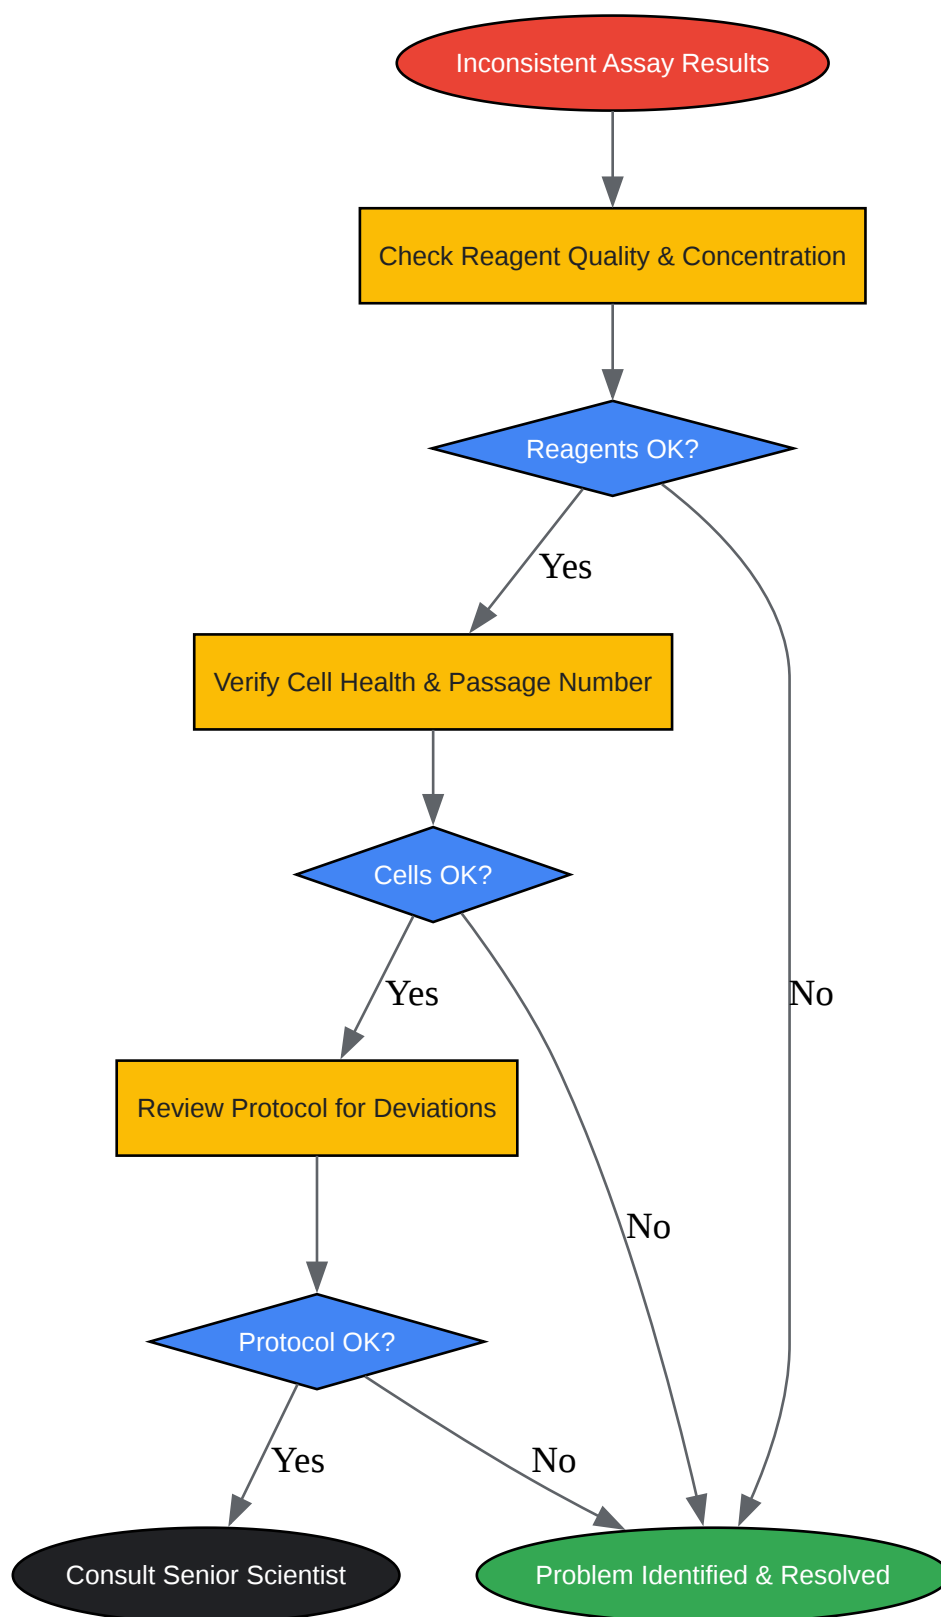 Inconsistent Assay Results
Check Reagent Quality & Concentration
Reagents OK?
Yes
Verify Cell Health & Passage Number
Cells OK?
Yes
No
Review Protocol for Deviations
No
Protocol OK?
Yes
No
Consult Senior Scientist
Problem Identified & Resolved